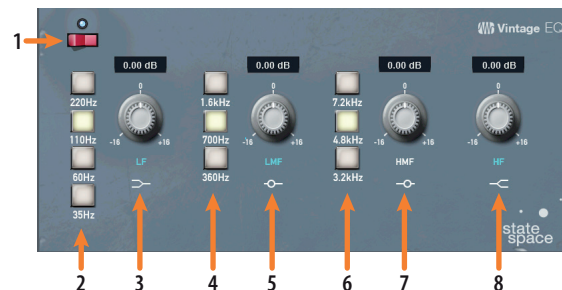 1
Vintage EQ
0.00 dB
0.00 dB
0.00 dB
0.00 dB
0
0
0
0
220Hz
1.6kHz
7.2kHz
110Hz
-16
+16
700Hz
-16
+16
4.8kHz
-16
+16
-16
+16
LF
LMF
HMF
HF
60Hz
360Hz
3.2kHz
35Hz
state
space
2
3
4
5
6
7
8